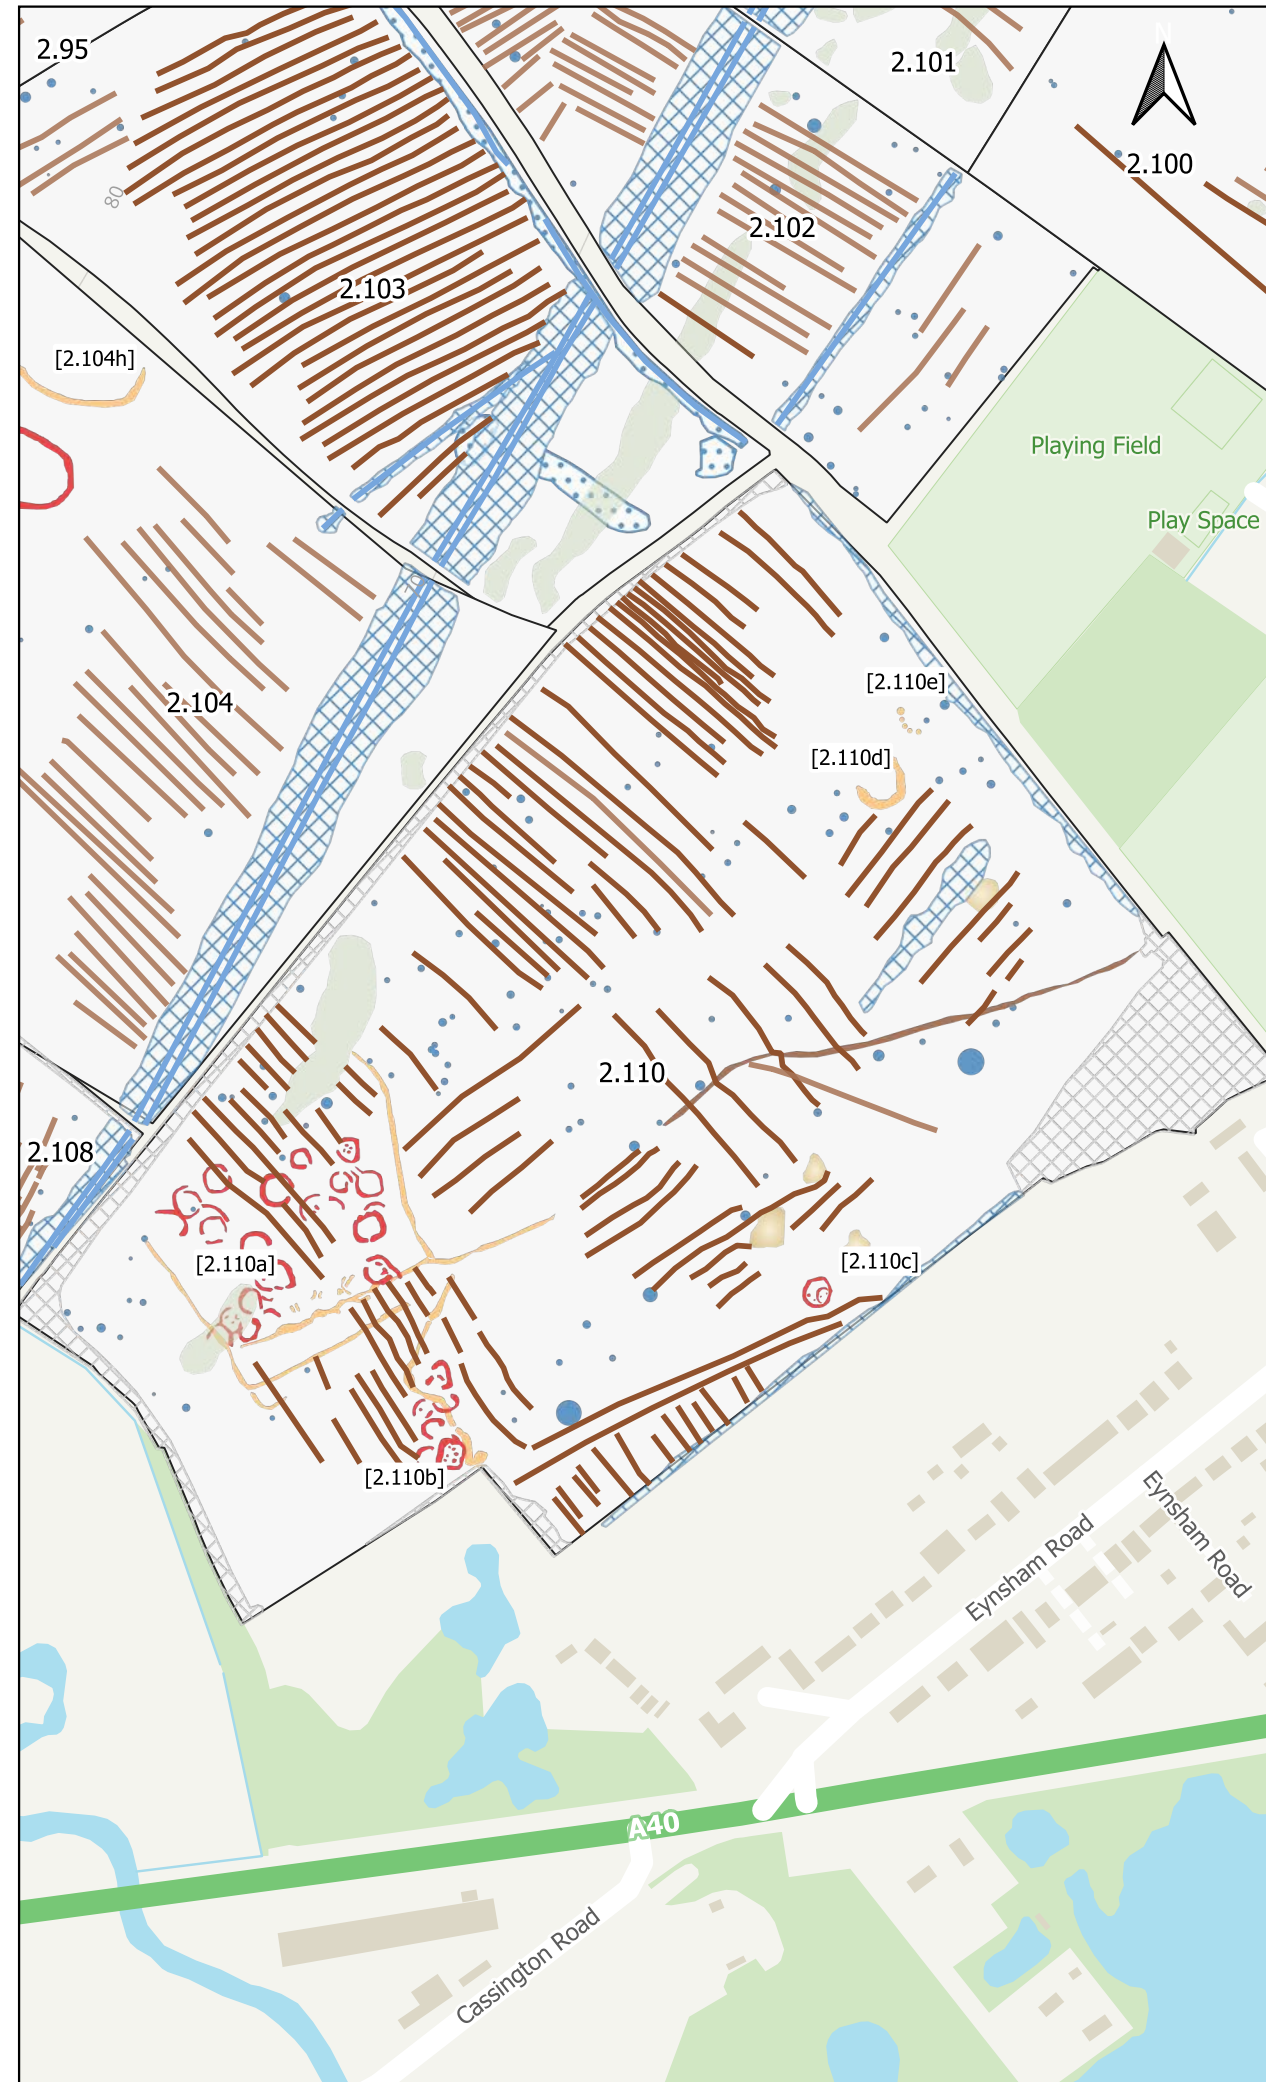 N
2.95
2.101
2.100
80
2.102
2.103
[2.104h]
Playing Field
Play Space
70
[2.110e]
2.104
[2.110d]
2.110
2.108
[2.110a]
[2.110c]
[2.110b]
Eynsham Road
Eynsham Road
A40
Cassington Road